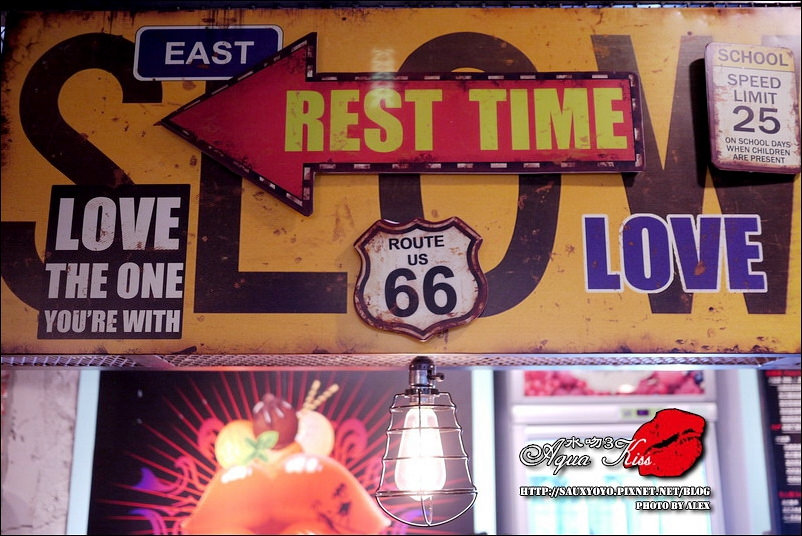 EAST
REST TIME
SCHOOL
SPEED
LIMIT
25
ON SCHOOL DAYS
WHEN CHILDREN
ARE PRESENT
SLOW
LOVE
THE ONE
YOU'RE WITH
ROUTE
US
66
LOVE
水吻3C
Aqua Kiss
HTTP://SAUXYOYO.PIXNET.NET/BLOG
PHOTO BY ALEX